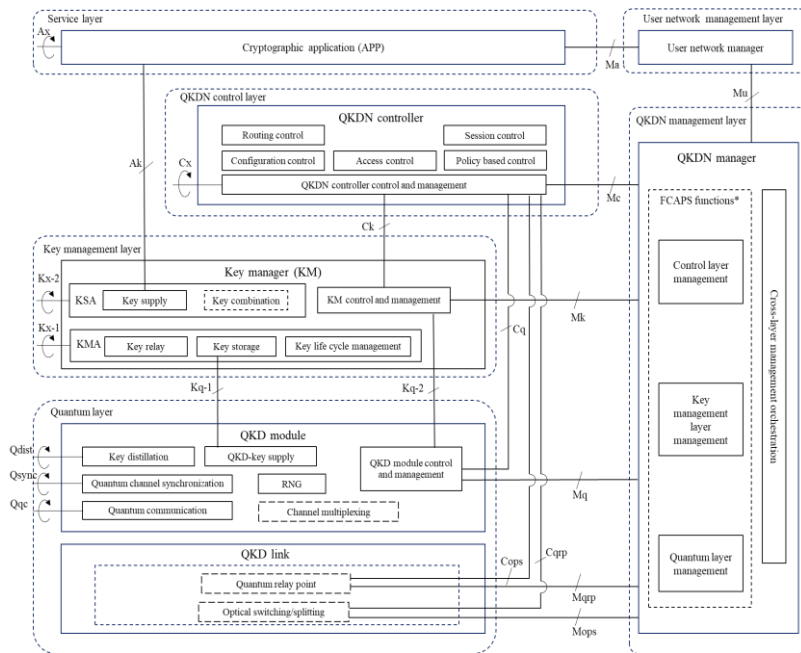 Service layer
User network management layer
Ax
Cryptographic application (APP)
User network manager
Ma
Mu
QKDN control layer
QKDN management layer
QKDN controller
Routing control
Session control
QKDN manager
Ak
Cx
Configuration control
Access control
Policy based control
QKDN controller control and management
Mc
FCAPS functions*
Ck
Key management layer
Key manager (KM)
Control layer
management
Kx-2
KSA
Key supply
Key combination
KM control and management
Mk
Kx-1
KMA
Key relay
Key storage
Key life cycle management
Cq
Cross-layer management orchestration
Kq-1
Kq-2
Key
management
layer
management
Quantum layer
QKD module
Qdist
Key distillation
QKD-key supply
QKD module control
and management
Qsync
Quantum channel synchronization
RNG
Mq
Qqc
Quantum communication
Channel multiplexing
QKD link
Cops
Cqrp
Quantum layer
management
Quantum relay point
Mqrp
Optical switching/splitting
Mops